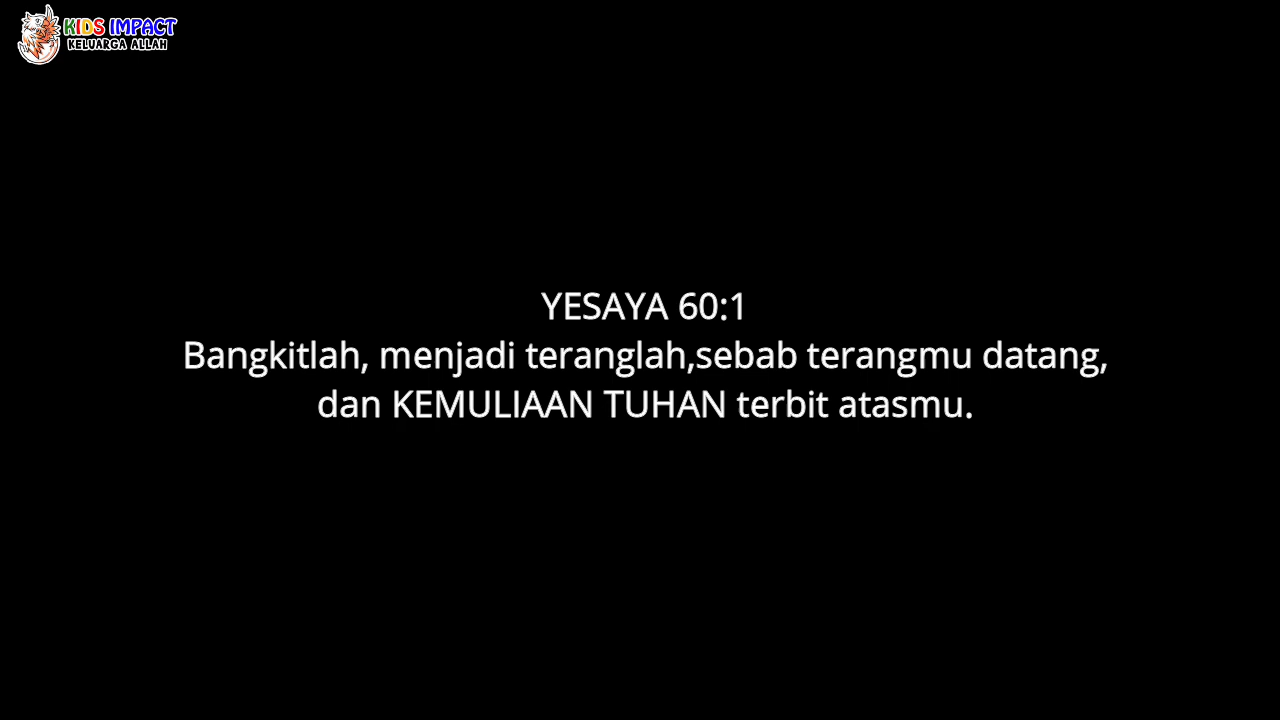 KIDS IMPACT
KELUARGA ALLAH
YESAYA 60:1
Bangkitlah, menjadi teranglah,sebab terangmu datang,
dan KEMULIAAN TUHAN terbit atasmu.